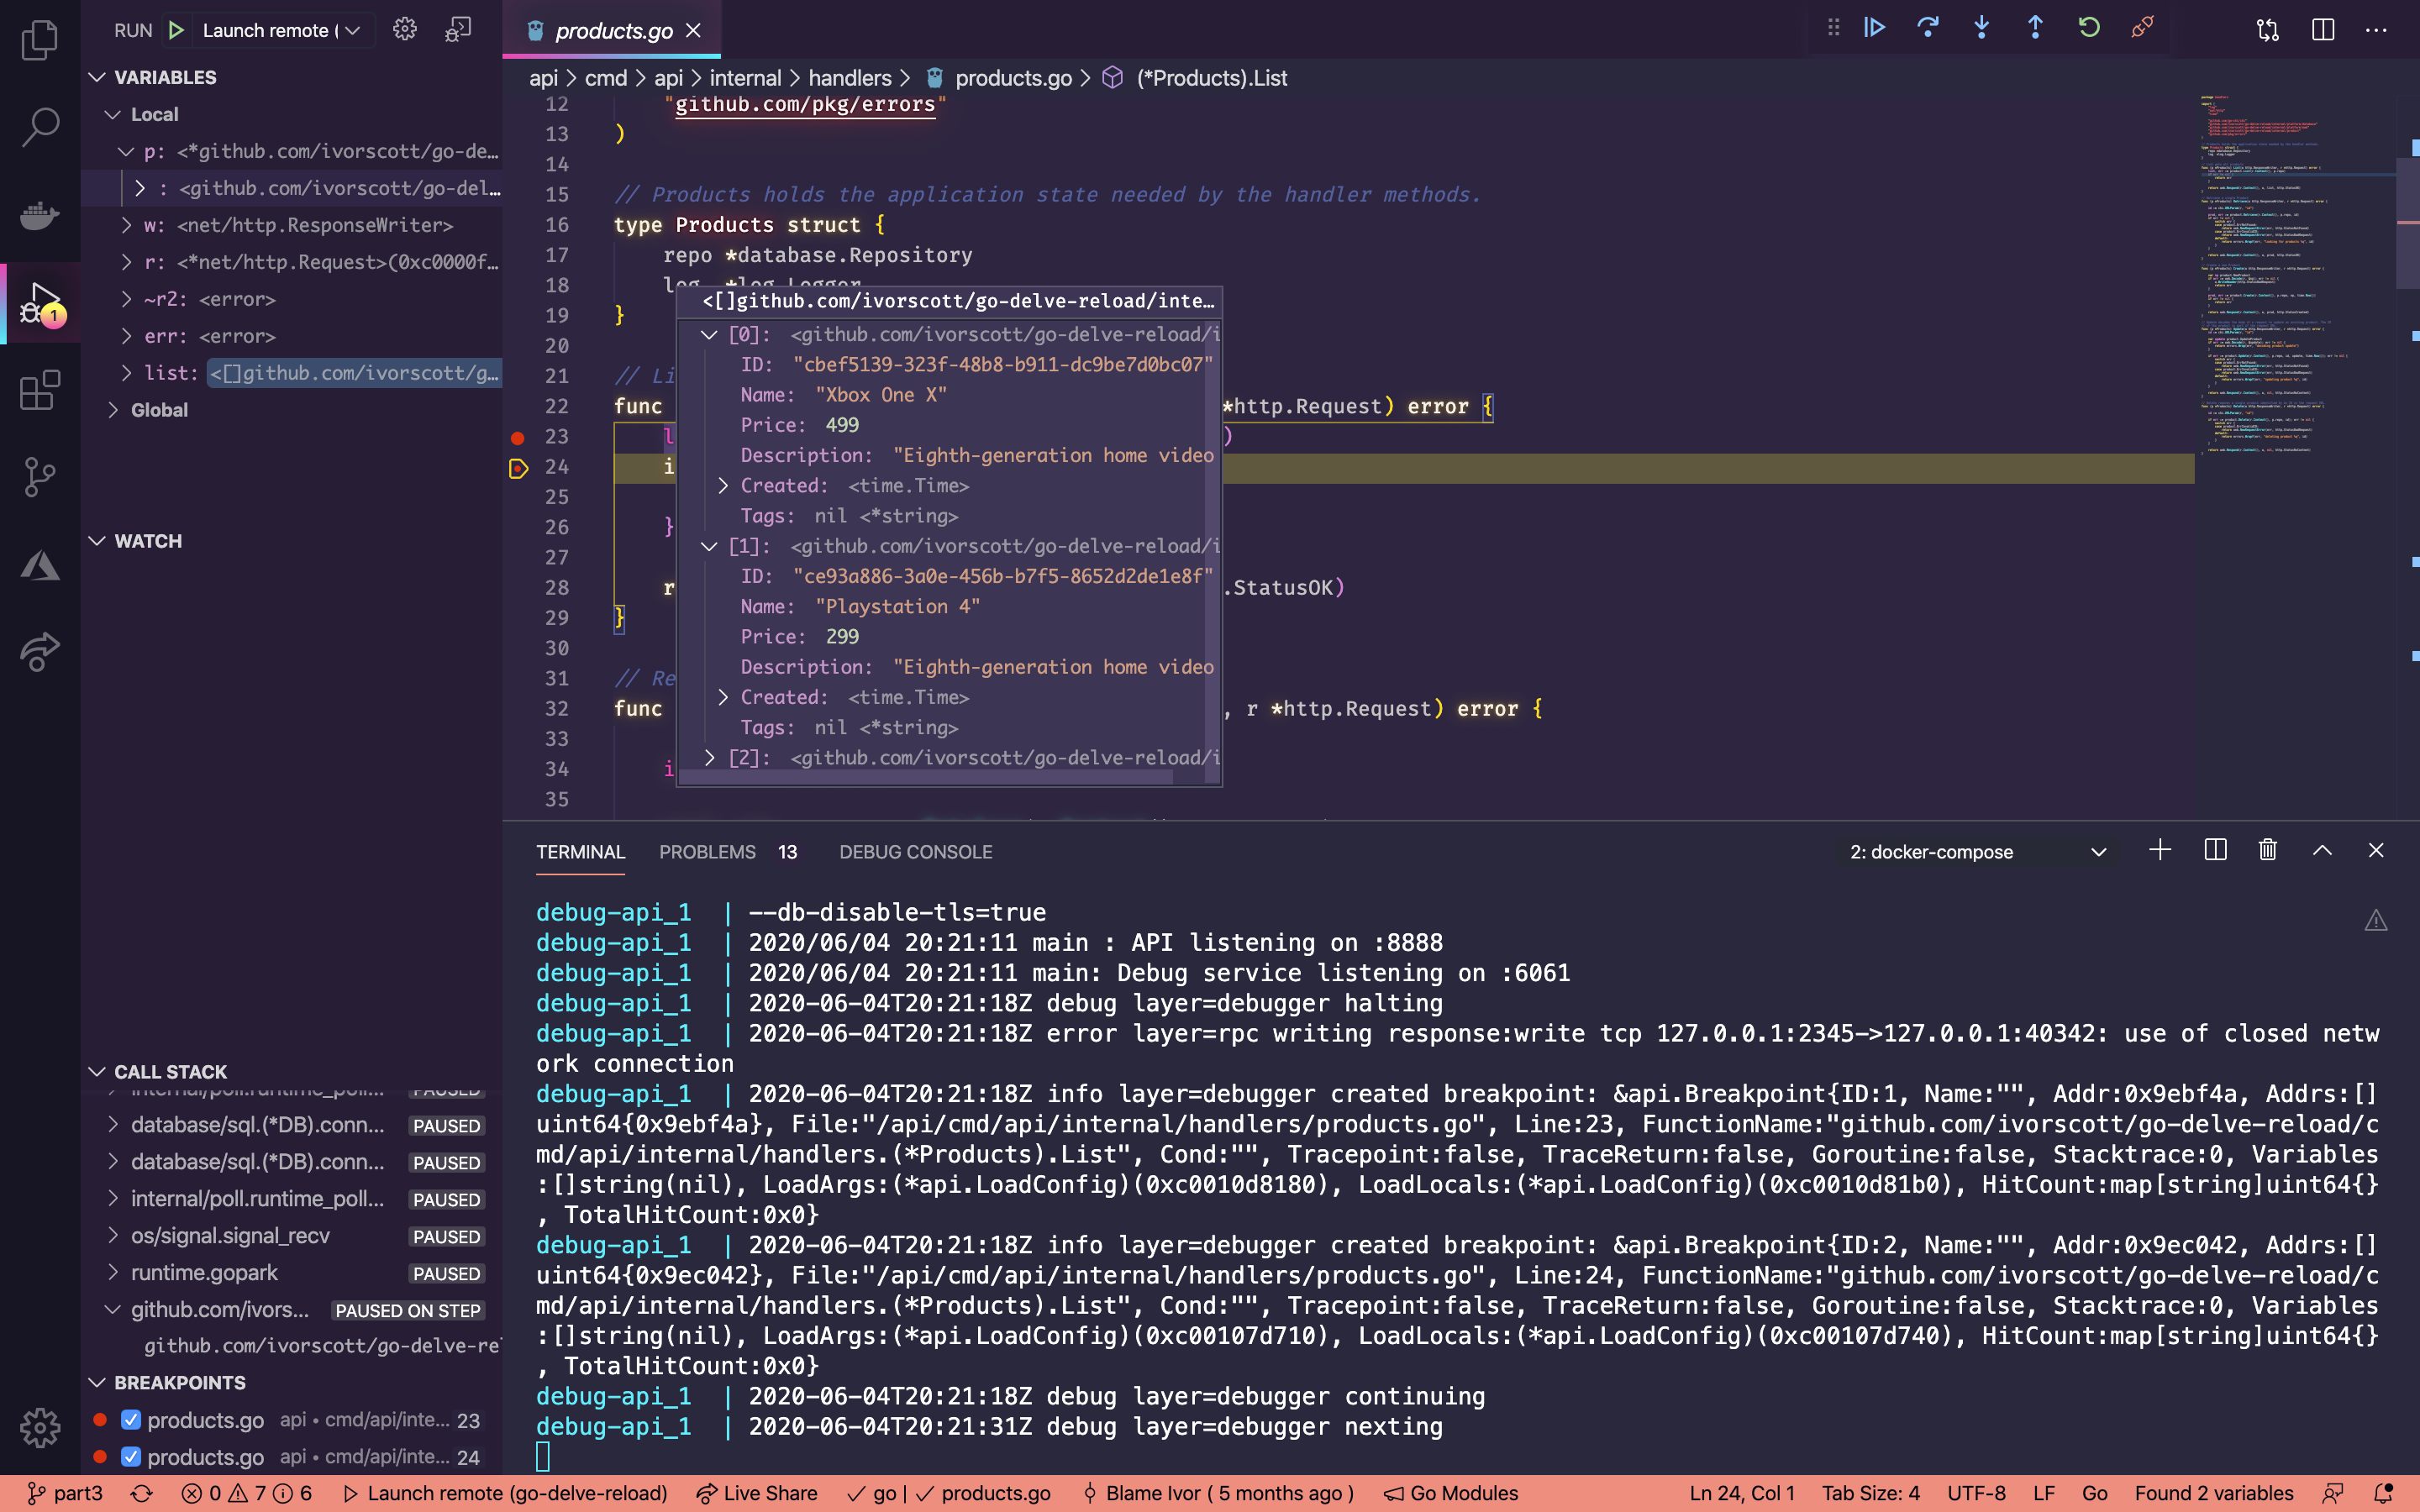 RUN Launch remote (
VARIABLES
Local
p: <*github.com/ivorscott/go-de…
: <github.com/ivorscott/go-del…
w: <net/http.ResponseWriter>
r: <*net/http.Request>(0xc0000f…
~r2: <error>
err: <error>
list: <[]github.com/ivorscott/g…
Global
WATCH
CALL STACK
internal/poll.runtime_poll... PAUSED
database/sql.(*DB).conn... PAUSED
database/sql.(*DB).conn... PAUSED
internal/poll.runtime_poll... PAUSED
os/signal.signal_recv PAUSED
runtime.gopark PAUSED
github.com/ivors... PAUSED ON STEP
github.com/ivorscott/go-delve-re
BREAKPOINTS
products.go api • cmd/api/inte... 23
products.go api • cmd/api/inte... 24
1
products.go
api > cmd > api > internal > handlers > products.go > (*Products).List
12 "github.com/pkg/errors"
13 )
14
15 // Products holds the application state needed by the handler methods.
16 type Products struct {
17 repo *database.Repository
18 log *log.Logger
19 }
20
21 // Li
22 func *http.Request) error {
23 l )
24 i
25
26 }
27
28 r .StatusOK)
29 }
30
31 // Re
32 func , r *http.Request) error {
33
34 i
35
<[]github.com/ivorscott/go-delve-reload/inte…
[0]: <github.com/ivorscott/go-delve-reload/i
ID: "cbef5139-323f-48b8-b911-dc9be7d0bc07"
Name: "Xbox One X"
Price: 499
Description: "Eighth-generation home video
Created: <time.Time>
Tags: nil <*string>
[1]: <github.com/ivorscott/go-delve-reload/i
ID: "ce93a886-3a0e-456b-b7f5-8652d2de1e8f"
Name: "Playstation 4"
Price: 299
Description: "Eighth-generation home video
Created: <time.Time>
Tags: nil <*string>
[2]: <github.com/ivorscott/go-delve-reload/i
TERMINAL PROBLEMS 13 DEBUG CONSOLE 2: docker-compose
debug-api_1 | --db-disable-tls=true
debug-api_1 | 2020/06/04 20:21:11 main : API listening on :8888
debug-api_1 | 2020/06/04 20:21:11 main: Debug service listening on :6061
debug-api_1 | 2020-06-04T20:21:18Z debug layer=debugger halting
debug-api_1 | 2020-06-04T20:21:18Z error layer=rpc writing response:write tcp 127.0.0.1:2345->127.0.0.1:40342: use of closed netw
ork connection
debug-api_1 | 2020-06-04T20:21:18Z info layer=debugger created breakpoint: &api.Breakpoint{ID:1, Name:"", Addr:0x9ebf4a, Addrs:[]
uint64{0x9ebf4a}, File:"/api/cmd/api/internal/handlers/products.go", Line:23, FunctionName:"github.com/ivorscott/go-delve-reload/c
md/api/internal/handlers.(*Products).List", Cond:"", Tracepoint:false, TraceReturn:false, Goroutine:false, Stacktrace:0, Variables
:[]string(nil), LoadArgs:(*api.LoadConfig)(0xc0010d8180), LoadLocals:(*api.LoadConfig)(0xc0010d81b0), HitCount:map[string]uint64{}
, TotalHitCount:0x0}
debug-api_1 | 2020-06-04T20:21:18Z info layer=debugger created breakpoint: &api.Breakpoint{ID:2, Name:"", Addr:0x9ec042, Addrs:[]
uint64{0x9ec042}, File:"/api/cmd/api/internal/handlers/products.go", Line:24, FunctionName:"github.com/ivorscott/go-delve-reload/c
md/api/internal/handlers.(*Products).List", Cond:"", Tracepoint:false, TraceReturn:false, Goroutine:false, Stacktrace:0, Variables
:[]string(nil), LoadArgs:(*api.LoadConfig)(0xc00107d710), LoadLocals:(*api.LoadConfig)(0xc00107d740), HitCount:map[string]uint64{}
, TotalHitCount:0x0}
debug-api_1 | 2020-06-04T20:21:18Z debug layer=debugger continuing
debug-api_1 | 2020-06-04T20:21:31Z debug layer=debugger nexting
part3 0 7 6 Launch remote (go-delve-reload) Live Share ✓ go | ✓ products.go Blame Ivor ( 5 months ago ) Go Modules Ln 24, Col 1 Tab Size: 4 UTF-8 LF Go Found 2 variables